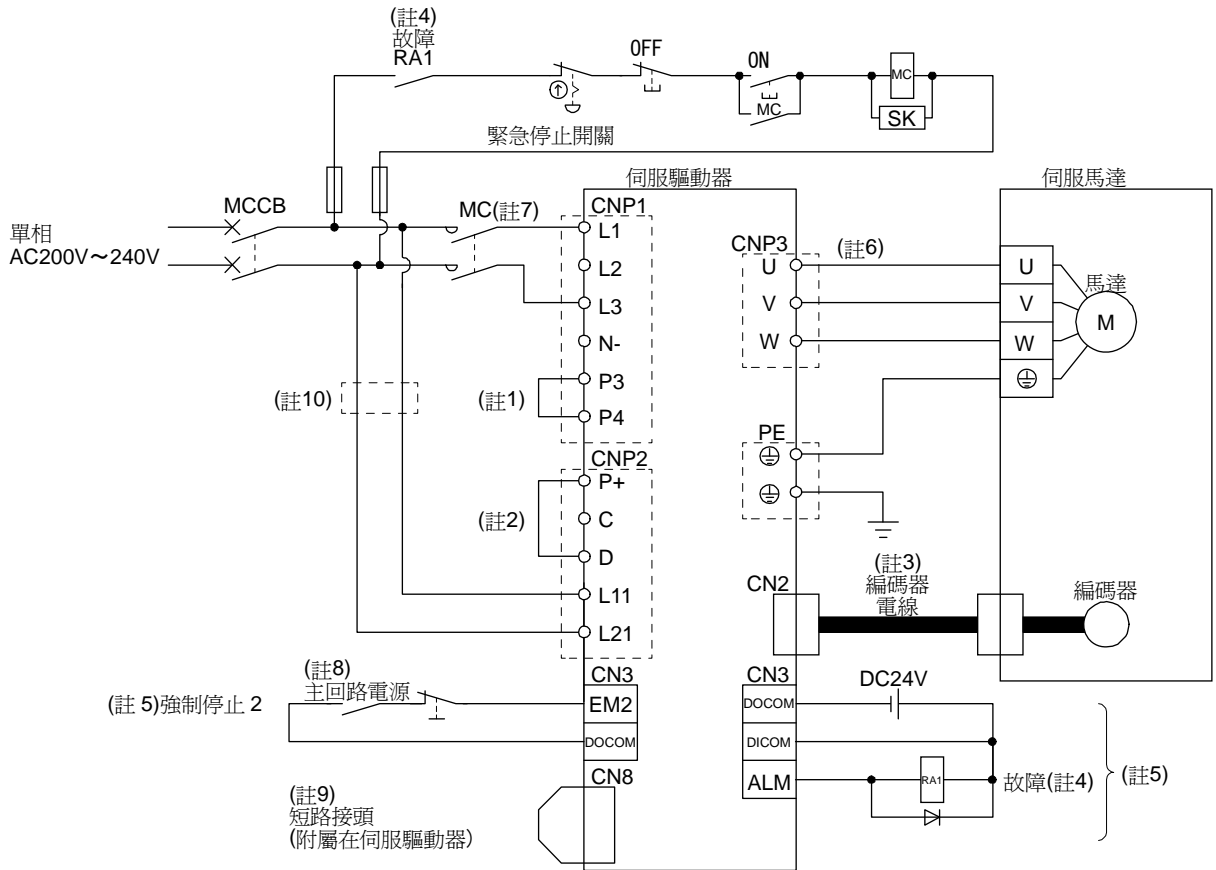 (註4)
故障
RA1
OFF
ON
MC
MC
SK
緊急停止開關
伺服驅動器
伺服馬達
MCCB
MC(註7)
CNP1
單相
AC200V～240V
L1
L2
L3
N-
P3
P4
(註1)
(註10)
CNP3
(註6)
U
V
W
U
V
W
馬達
M
PE
CNP2
P+
C
D
(註2)
L11
L21
CN2
(註3)
編碼器
電線
編碼器
(註8)
主回路電源
(註 5)強制停止 2
CN3
EM2
DOCOM
CN3
DOCOM
DICOM
ALM
DC24V
RA1
故障(註4)
(註5)
CN8
(註9)
短路接頭
(附屬在伺服驅動器)